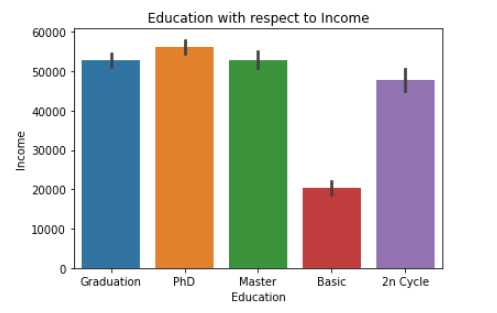 Education with respect to Income
60000
50000
40000
30000
20000
10000
0
Income
Graduation PhD Master Basic 2n Cycle
Education